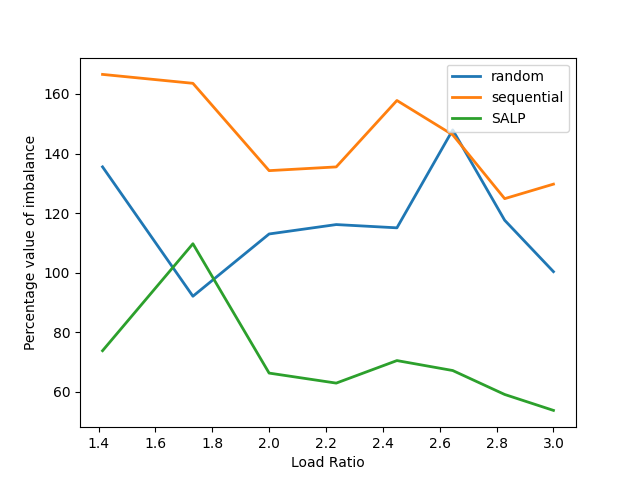 random
sequential
SALP
160
140
120
100
80
60
Percentage value of imbalance
1.4 1.6 1.8 2.0 2.2 2.4 2.6 2.8 3.0
Load Ratio